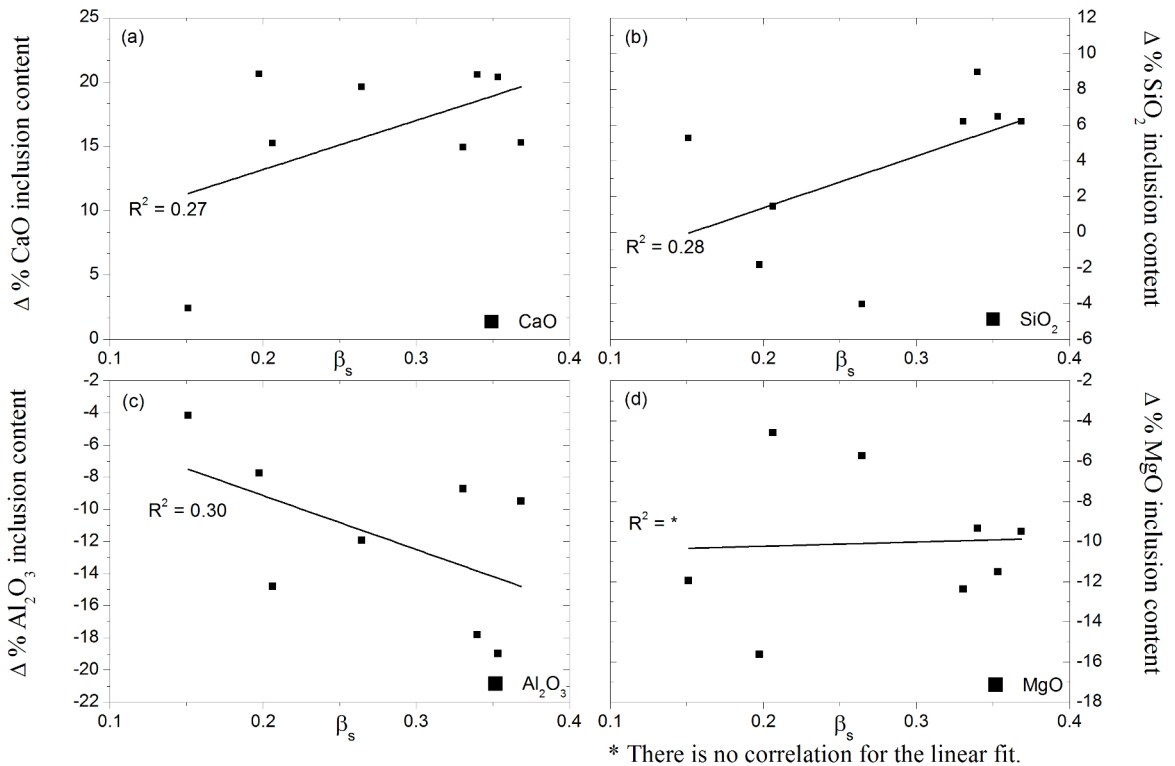 (a)
Δ % CaO inclusion content
25
20
15
10
5
0
R² = 0.27
CaO
0.1 0.2 0.3 0.4
βₛ
(b)
Δ % SiO₂ inclusion content
12
10
8
6
4
2
0
-2
-4
-6
R² = 0.28
SiO₂
0.1 0.2 0.3 0.4
βₛ
(c)
Δ % Al₂O₃ inclusion content
-2
-4
-6
-8
-10
-12
-14
-16
-18
-20
-22
R² = 0.30
Al₂O₃
0.1 0.2 0.3 0.4
βₛ
(d)
Δ % MgO inclusion content
-2
-4
-6
-8
-10
-12
-14
-16
-18
R² = *
MgO
0.1 0.2 0.3 0.4
βₛ
* There is no correlation for the linear fit.